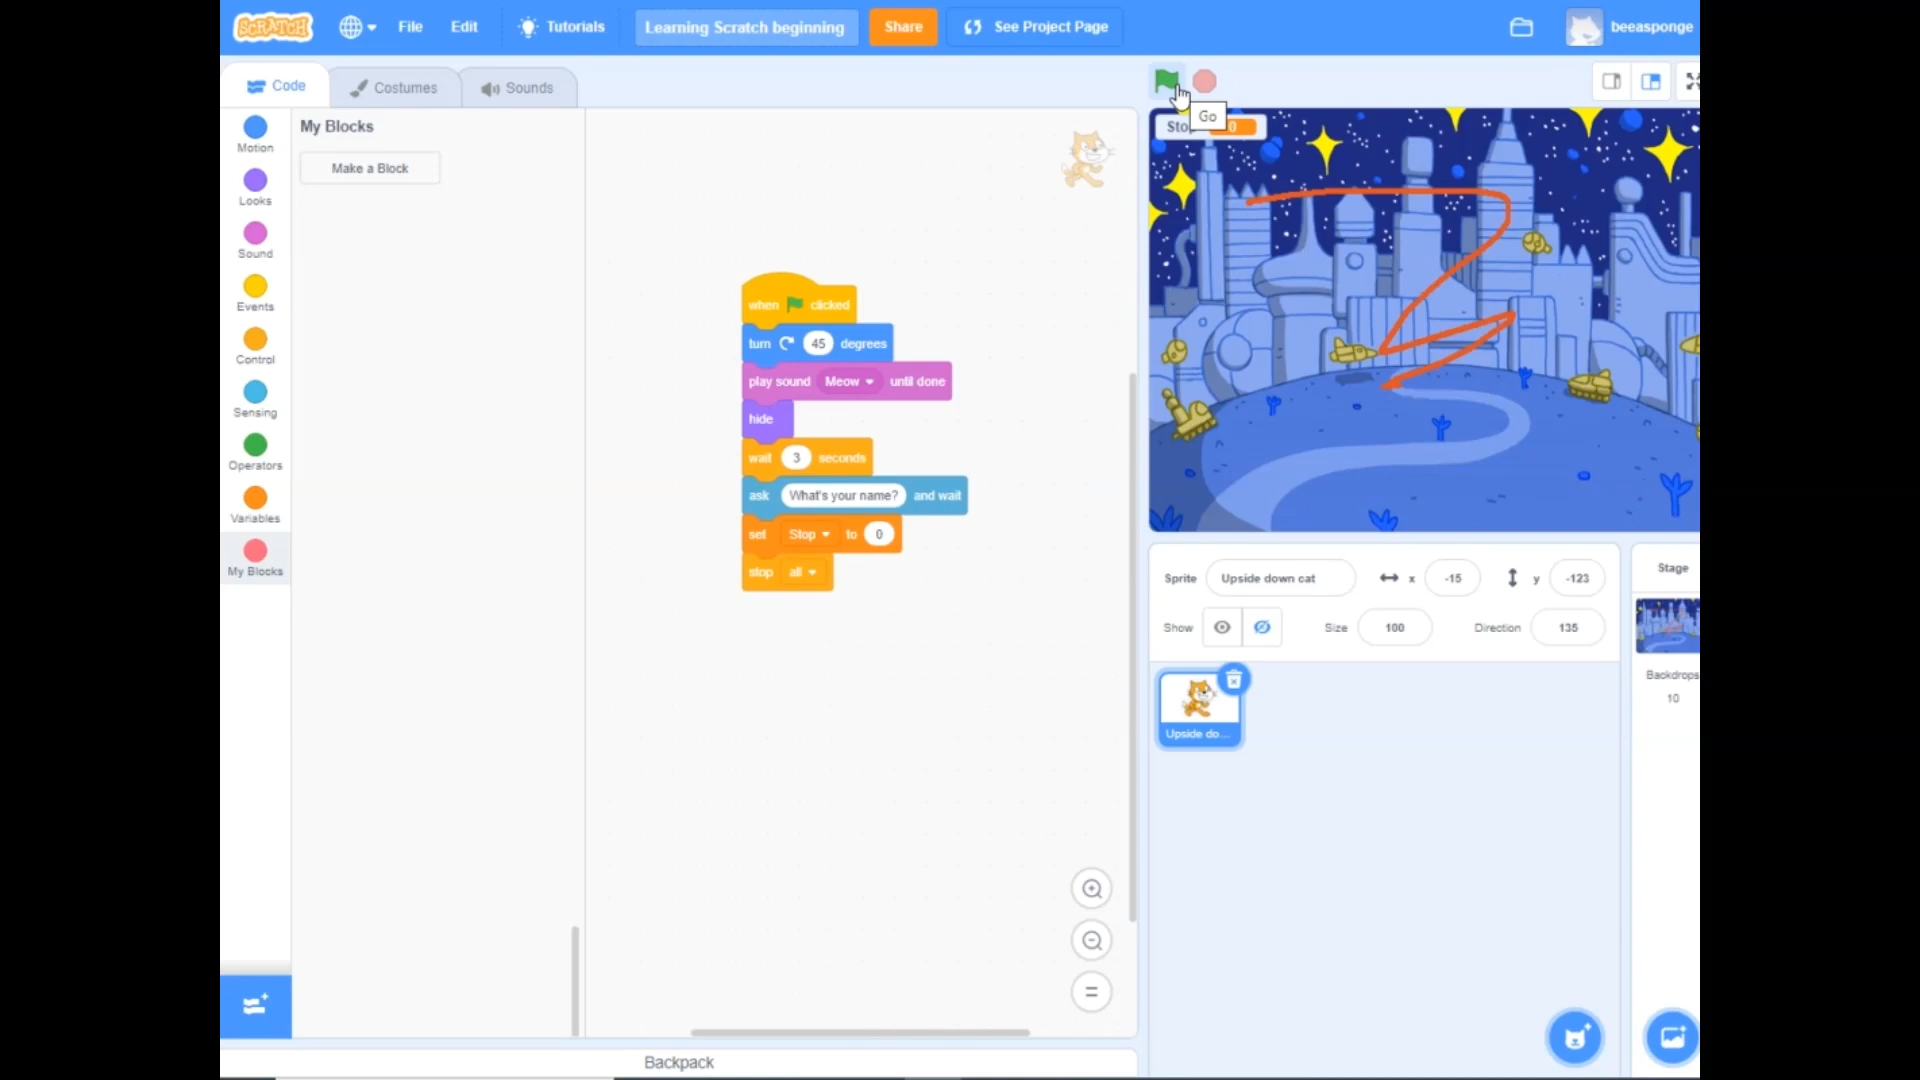 SCRATCH File Edit Tutorials Learning Scratch beginning Share See Project Page beeasponge
Code Costumes Sounds
Go
Motion
Looks
Sound
Events
Control
Sensing
Operators
Variables
My Blocks
My Blocks
Make a Block
when clicked
turn 45 degrees
play sound Meow until done
hide
wait 3 seconds
ask What's your name? and wait
set Stop to 0
stop all
Backpack
0
Sprite Upside down cat x -15 y -123
Show Size 100 Direction 135
Upside do...
Stage
Backdrops
10